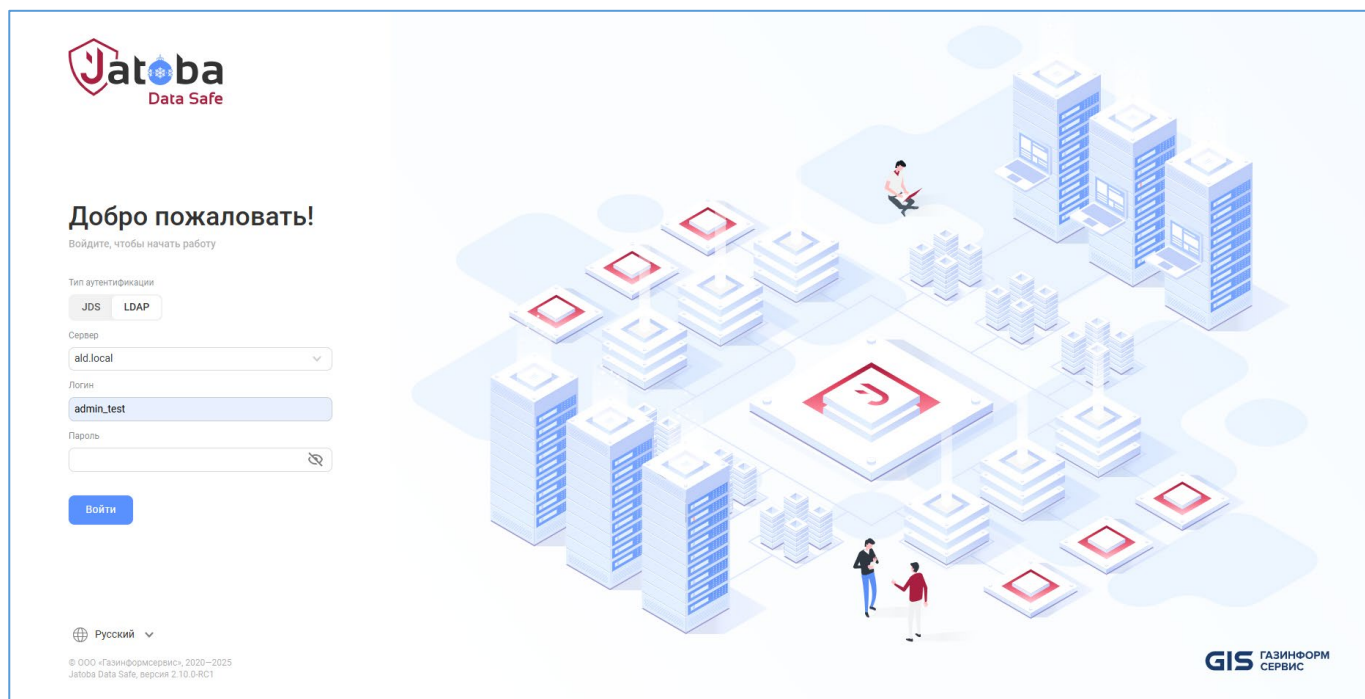 Jatoba
Data Safe
Добро пожаловать!
Войдите, чтобы начать работу
Тип аутентификации
JDS LDAP
Сервер
ald.local
Логин
admin_test
Пароль
Войти
Русский
© ООО «Газинформсервис», 2020—2025
Jatoba Data Safe, версия 2.10.0-RC1
GIS ГАЗИНФОРМ
СЕРВИС